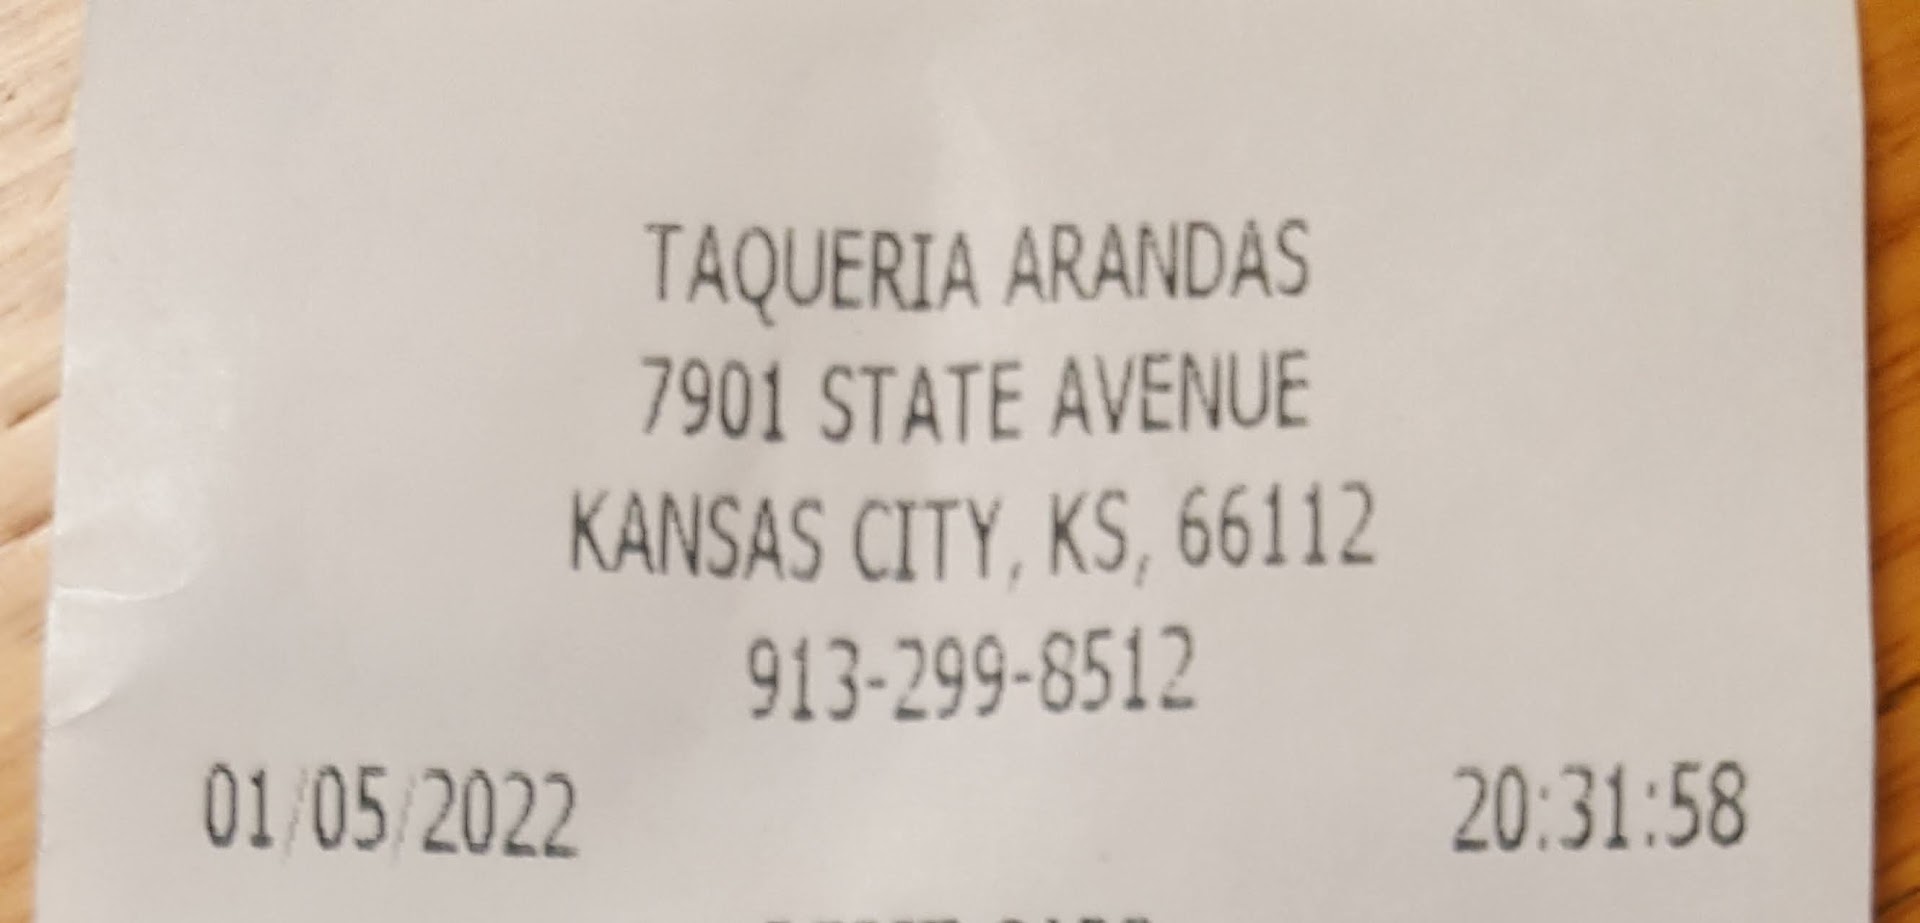 TAQUERIA ARANDAS
7901 STATE AVENUE
KANSAS CITY, KS, 66112
913-299-8512
01/05/2022 20:31:58